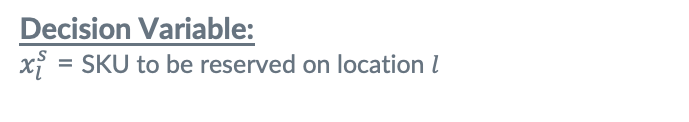 Decision Variable:
$x_l^s$ = SKU to be reserved on location $l$